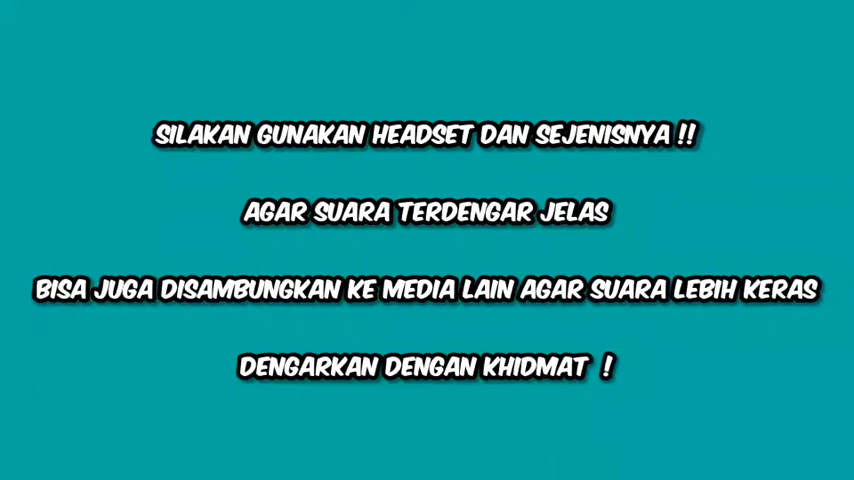 SILAKAN GUNAKAN HEADSET DAN SEJENISNYA !!
AGAR SUARA TERDENGAR JELAS
BISA JUGA DISAMBUNGKAN KE MEDIA LAIN AGAR SUARA LEBIH KERAS
DENGARKAN DENGAN KHIDMAT !